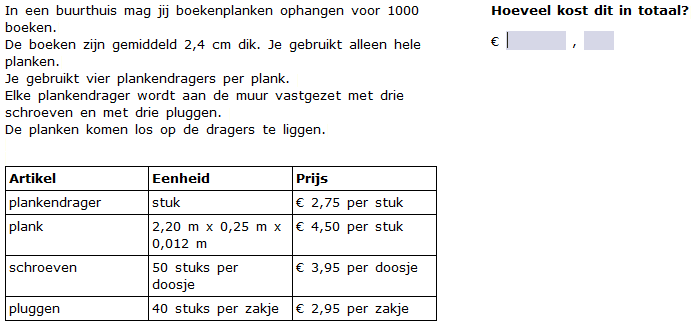 In een buurthuis mag jij boekenplanken ophangen voor 1000
boeken.
De boeken zijn gemiddeld 2,4 cm dik. Je gebruikt alleen hele
planken.
Je gebruikt vier plankendragers per plank.
Elke plankendrager wordt aan de muur vastgezet met drie
schroeven en met drie pluggen.
De planken komen los op de dragers te liggen.
Artikel Eenheid Prijs
plankendrager stuk € 2,75 per stuk
plank 2,20 m x 0,25 m x € 4,50 per stuk
0,012 m
schroeven 50 stuks per € 3,95 per doosje
doosje
pluggen 40 stuks per zakje € 2,95 per zakje
Hoeveel kost dit in totaal?
€ ,